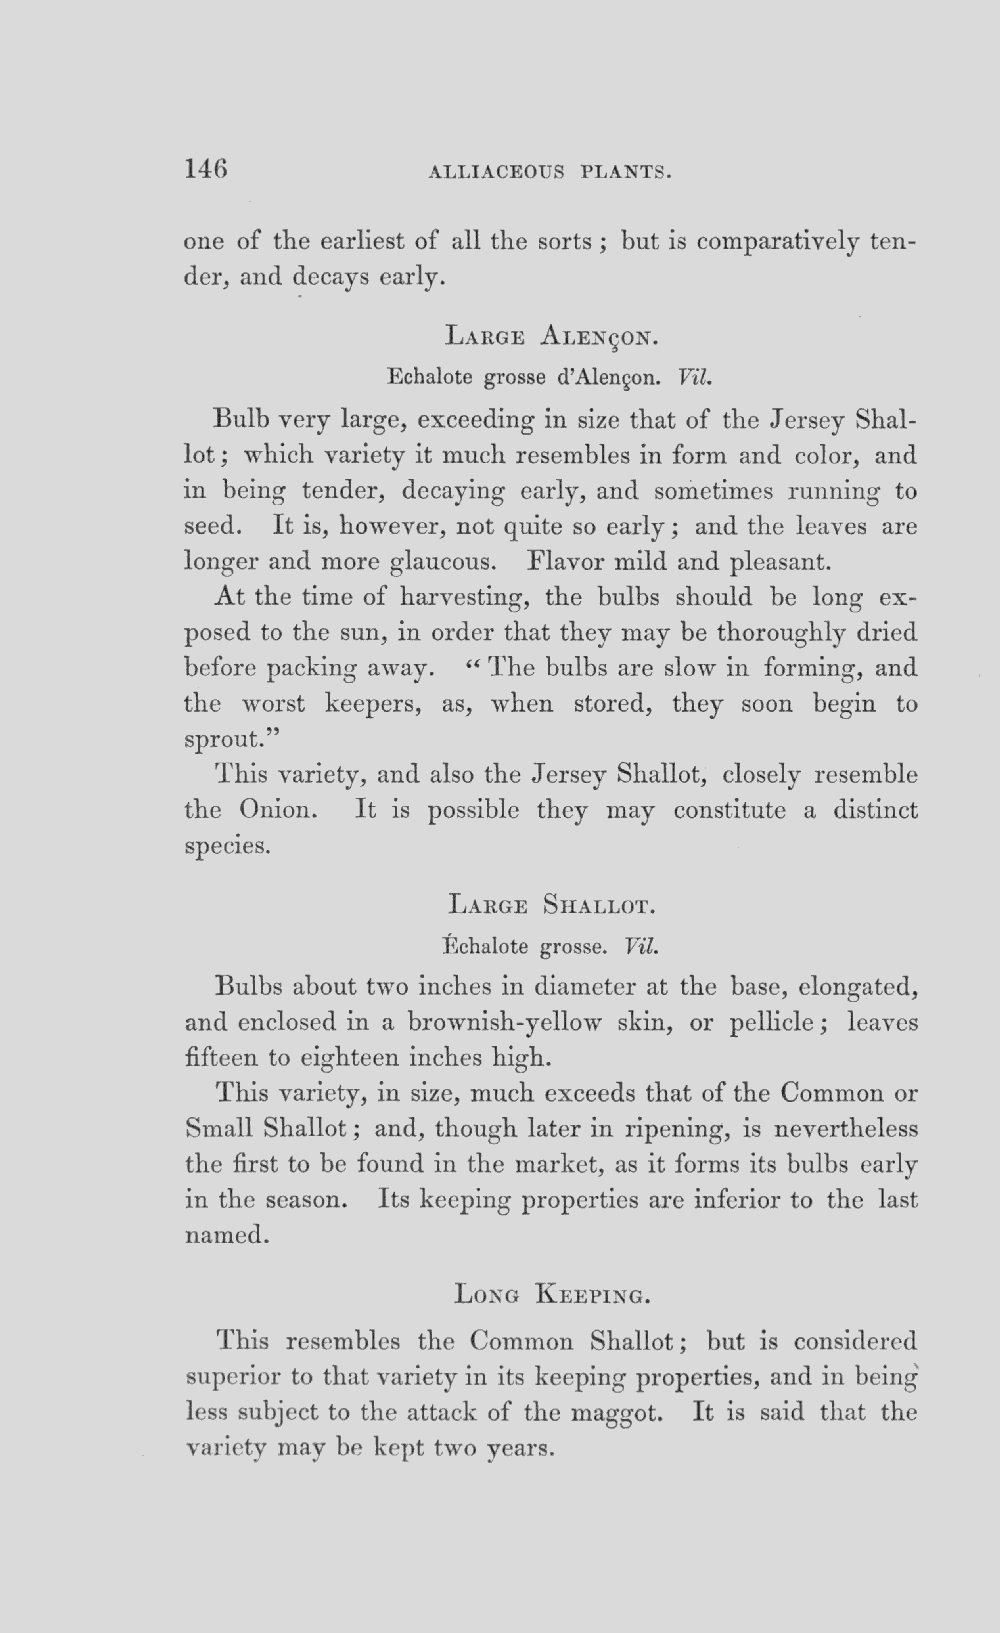 146 ALLIACEOUS PLANTS.
one of the earliest of all the sorts; but is comparatively ten-
der, and decays early.
LARGE ALENÇON.
Echalote grosse d'Alençon. Vil.
Bulb very large, exceeding in size that of the Jersey Shal-
lot; which variety it much resembles in form and color, and
in being tender, decaying early, and sometimes running to
seed. It is, however, not quite so early; and the leaves are
longer and more glaucous. Flavor mild and pleasant.
At the time of harvesting, the bulbs should be long ex-
posed to the sun, in order that they may be thoroughly dried
before packing away. "The bulbs are slow in forming, and
the worst keepers, as, when stored, they soon begin to
sprout."
This variety, and also the Jersey Shallot, closely resemble
the Onion. It is possible they may constitute a distinct
species.
LARGE SHALLOT.
Échalote grosse. Vil.
Bulbs about two inches in diameter at the base, elongated,
and enclosed in a brownish-yellow skin, or pellicle; leaves
fifteen to eighteen inches high.
This variety, in size, much exceeds that of the Common or
Small Shallot; and, though later in ripening, is nevertheless
the first to be found in the market, as it forms its bulbs early
in the season. Its keeping properties are inferior to the last
named.
LONG KEEPING.
This resembles the Common Shallot; but is considered
superior to that variety in its keeping properties, and in being
less subject to the attack of the maggot. It is said that the
variety may be kept two years.